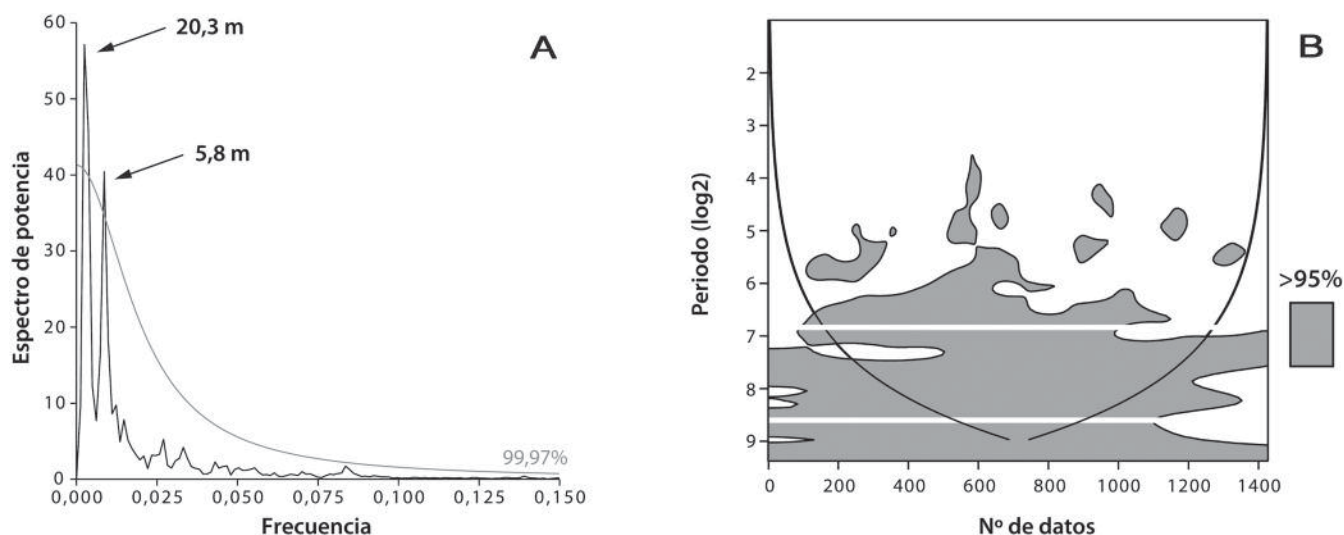 60
50
40
30
20
10
0
Espectro de potencia
20,3 m
5,8 m
A
99,97%
0,000 0,025 0,050 0,075 0,100 0,125 0,150
Frecuencia
B
2
3
4
5
6
7
8
9
Periodo (log2)
>95%
0 200 400 600 800 1000 1200 1400
Nº de datos